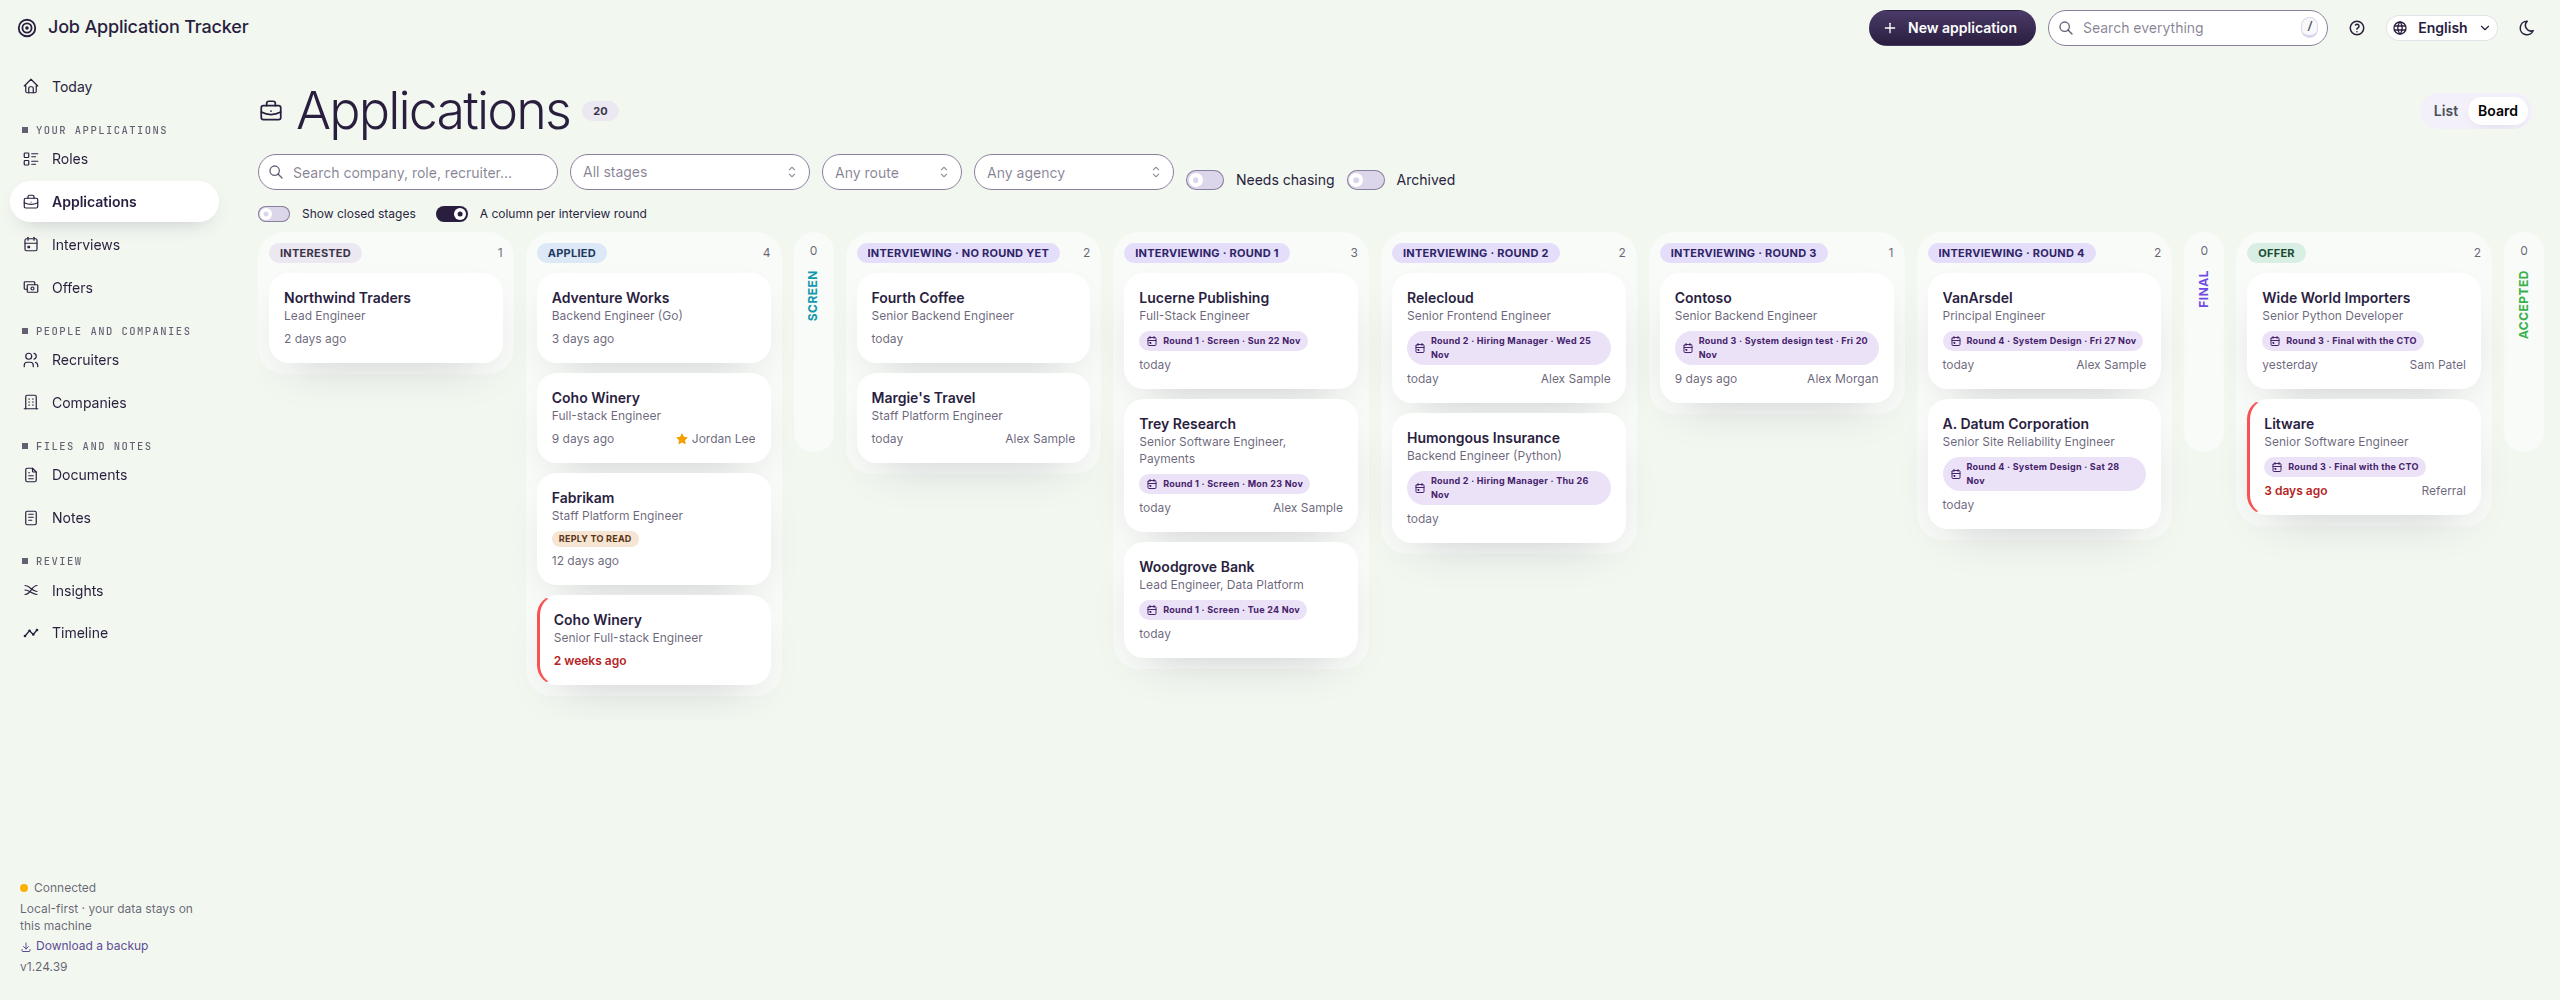 Job Application Tracker
New application
Search everything
/
English
Today
YOUR APPLICATIONS
Roles
Applications
Interviews
Offers
PEOPLE AND COMPANIES
Recruiters
Companies
FILES AND NOTES
Documents
Notes
REVIEW
Insights
Timeline
Connected
Local-first · your data stays on
this machine
Download a backup
v1.24.39
Applications 20
List Board
Search company, role, recruiter...
All stages
Any route
Any agency
Needs chasing
Archived
Show closed stages
A column per interview round
INTERESTED 1
Northwind Traders
Lead Engineer
2 days ago
APPLIED 4
Adventure Works
Backend Engineer (Go)
3 days ago
Coho Winery
Full-stack Engineer
9 days ago Jordan Lee
Fabrikam
Staff Platform Engineer
REPLY TO READ
12 days ago
Coho Winery
Senior Full-stack Engineer
2 weeks ago
0
SCREEN
INTERVIEWING · NO ROUND YET 2
Fourth Coffee
Senior Backend Engineer
today
Margie's Travel
Staff Platform Engineer
today Alex Sample
INTERVIEWING · ROUND 1 3
Lucerne Publishing
Full-Stack Engineer
Round 1 · Screen · Sun 22 Nov
today
Trey Research
Senior Software Engineer,
Payments
Round 1 · Screen · Mon 23 Nov
today Alex Sample
Woodgrove Bank
Lead Engineer, Data Platform
Round 1 · Screen · Tue 24 Nov
today
INTERVIEWING · ROUND 2 2
Relecloud
Senior Frontend Engineer
Round 2 · Hiring Manager · Wed 25
Nov
today Alex Sample
Humongous Insurance
Backend Engineer (Python)
Round 2 · Hiring Manager · Thu 26
Nov
today
INTERVIEWING · ROUND 3 1
Contoso
Senior Backend Engineer
Round 3 · System design test · Fri 20
Nov
9 days ago Alex Morgan
INTERVIEWING · ROUND 4 2
VanArsdel
Principal Engineer
Round 4 · System Design · Fri 27 Nov
today Alex Sample
A. Datum Corporation
Senior Site Reliability Engineer
Round 4 · System Design · Sat 28
Nov
today
0
FINAL
OFFER 2
Wide World Importers
Senior Python Developer
Round 3 · Final with the CTO
yesterday Sam Patel
Litware
Senior Software Engineer
Round 3 · Final with the CTO
3 days ago Referral
0
ACCEPTED